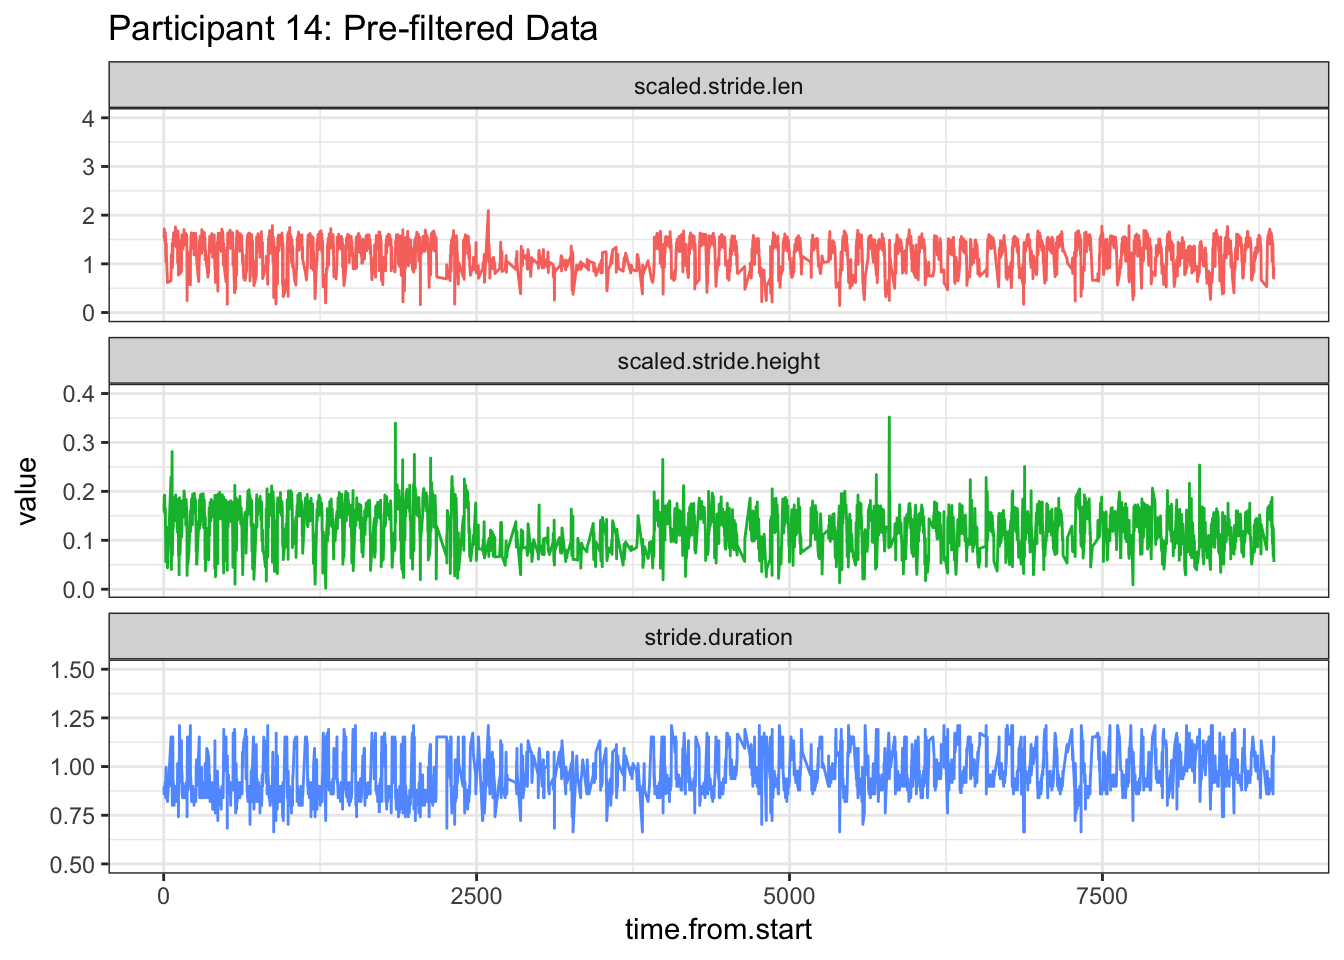 Participant 14: Pre-filtered Data
scaled.stride.len
4
3
2
1
0
scaled.stride.height
0.4
0.3
0.2
0.1
0.0
value
stride.duration
1.50
1.25
1.00
0.75
0.50
0 2500 5000 7500
time.from.start